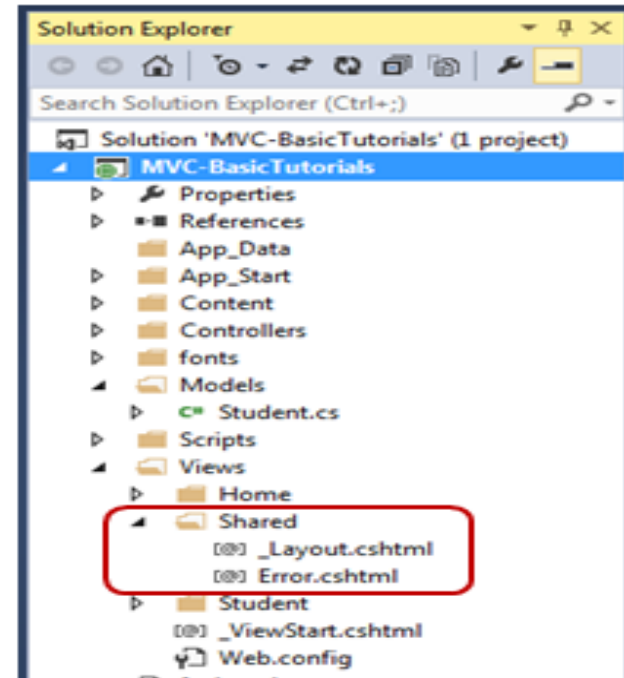 Solution Explorer
Search Solution Explorer (Ctrl+;)
Solution 'MVC-BasicTutorials' (1 project)
MVC-BasicTutorials
Properties
References
App_Data
App_Start
Content
Controllers
fonts
Models
C# Student.cs
Scripts
Views
Home
Shared
[@] _Layout.cshtml
[@] Error.cshtml
Student
[@] _ViewStart.cshtml
Web.config